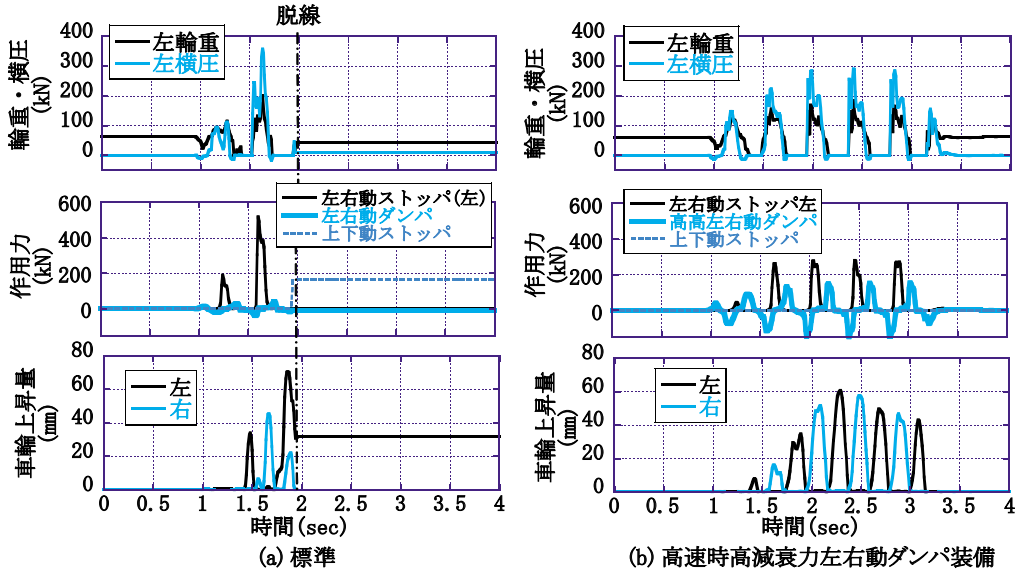 脱線
400
300
200
100
0
輪重・横圧
(kN)
左輪重
左横圧
600
400
200
0
作用力
(kN)
左右動ストッパ(左)
左右動ダンパ
上下動ストッパ
80
60
40
20
0
車輪上昇量
(mm)
左
右
0 0.5 1 1.5 2 2.5 3 3.5 4
時間(sec)
(a) 標準
400
300
200
100
0
輪重・横圧
(kN)
左輪重
左横圧
600
400
200
0
作用力
(kN)
左右動ストッパ左
高高左右動ダンパ
上下動ストッパ
80
60
40
20
0
車輪上昇量
(mm)
左
右
0 0.5 1 1.5 2 2.5 3 3.5 4
時間(sec)
(b) 高速時高減衰力左右動ダンパ装備